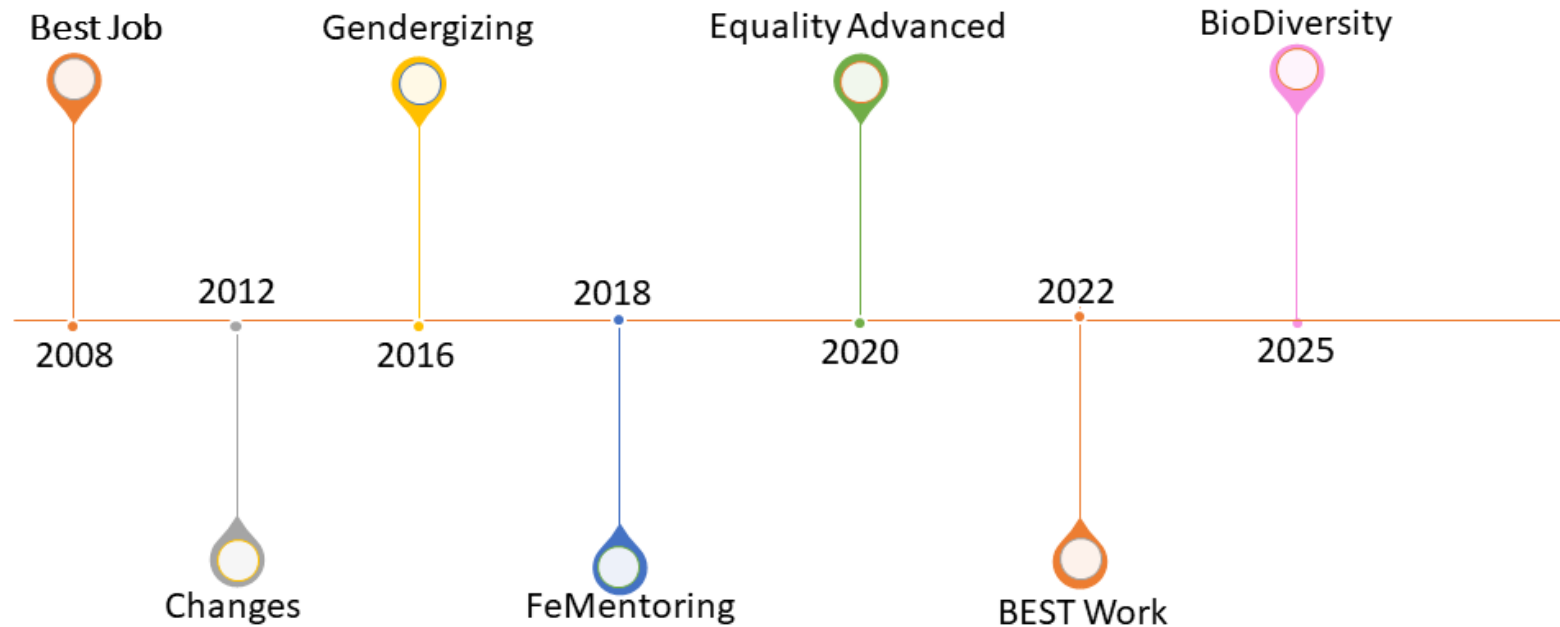 Best Job
Gendergizing
Equality Advanced
BioDiversity
2012
2018
2022
2008
2016
2020
2025
Changes
FeMentoring
BEST Work